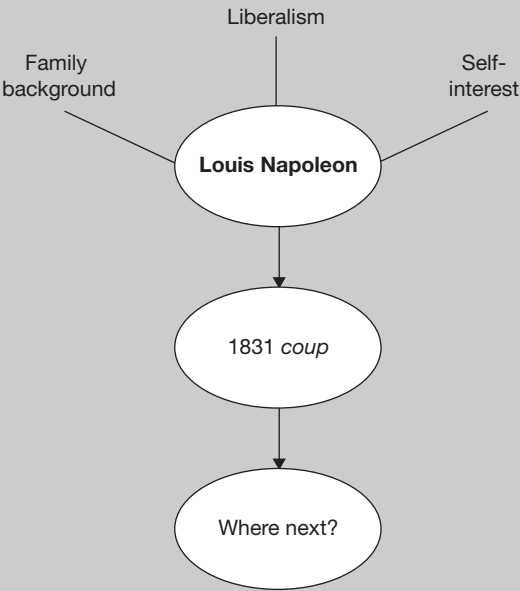 Liberalism
Family
background
Self-
interest
Louis Napoleon
1831 coup
Where next?